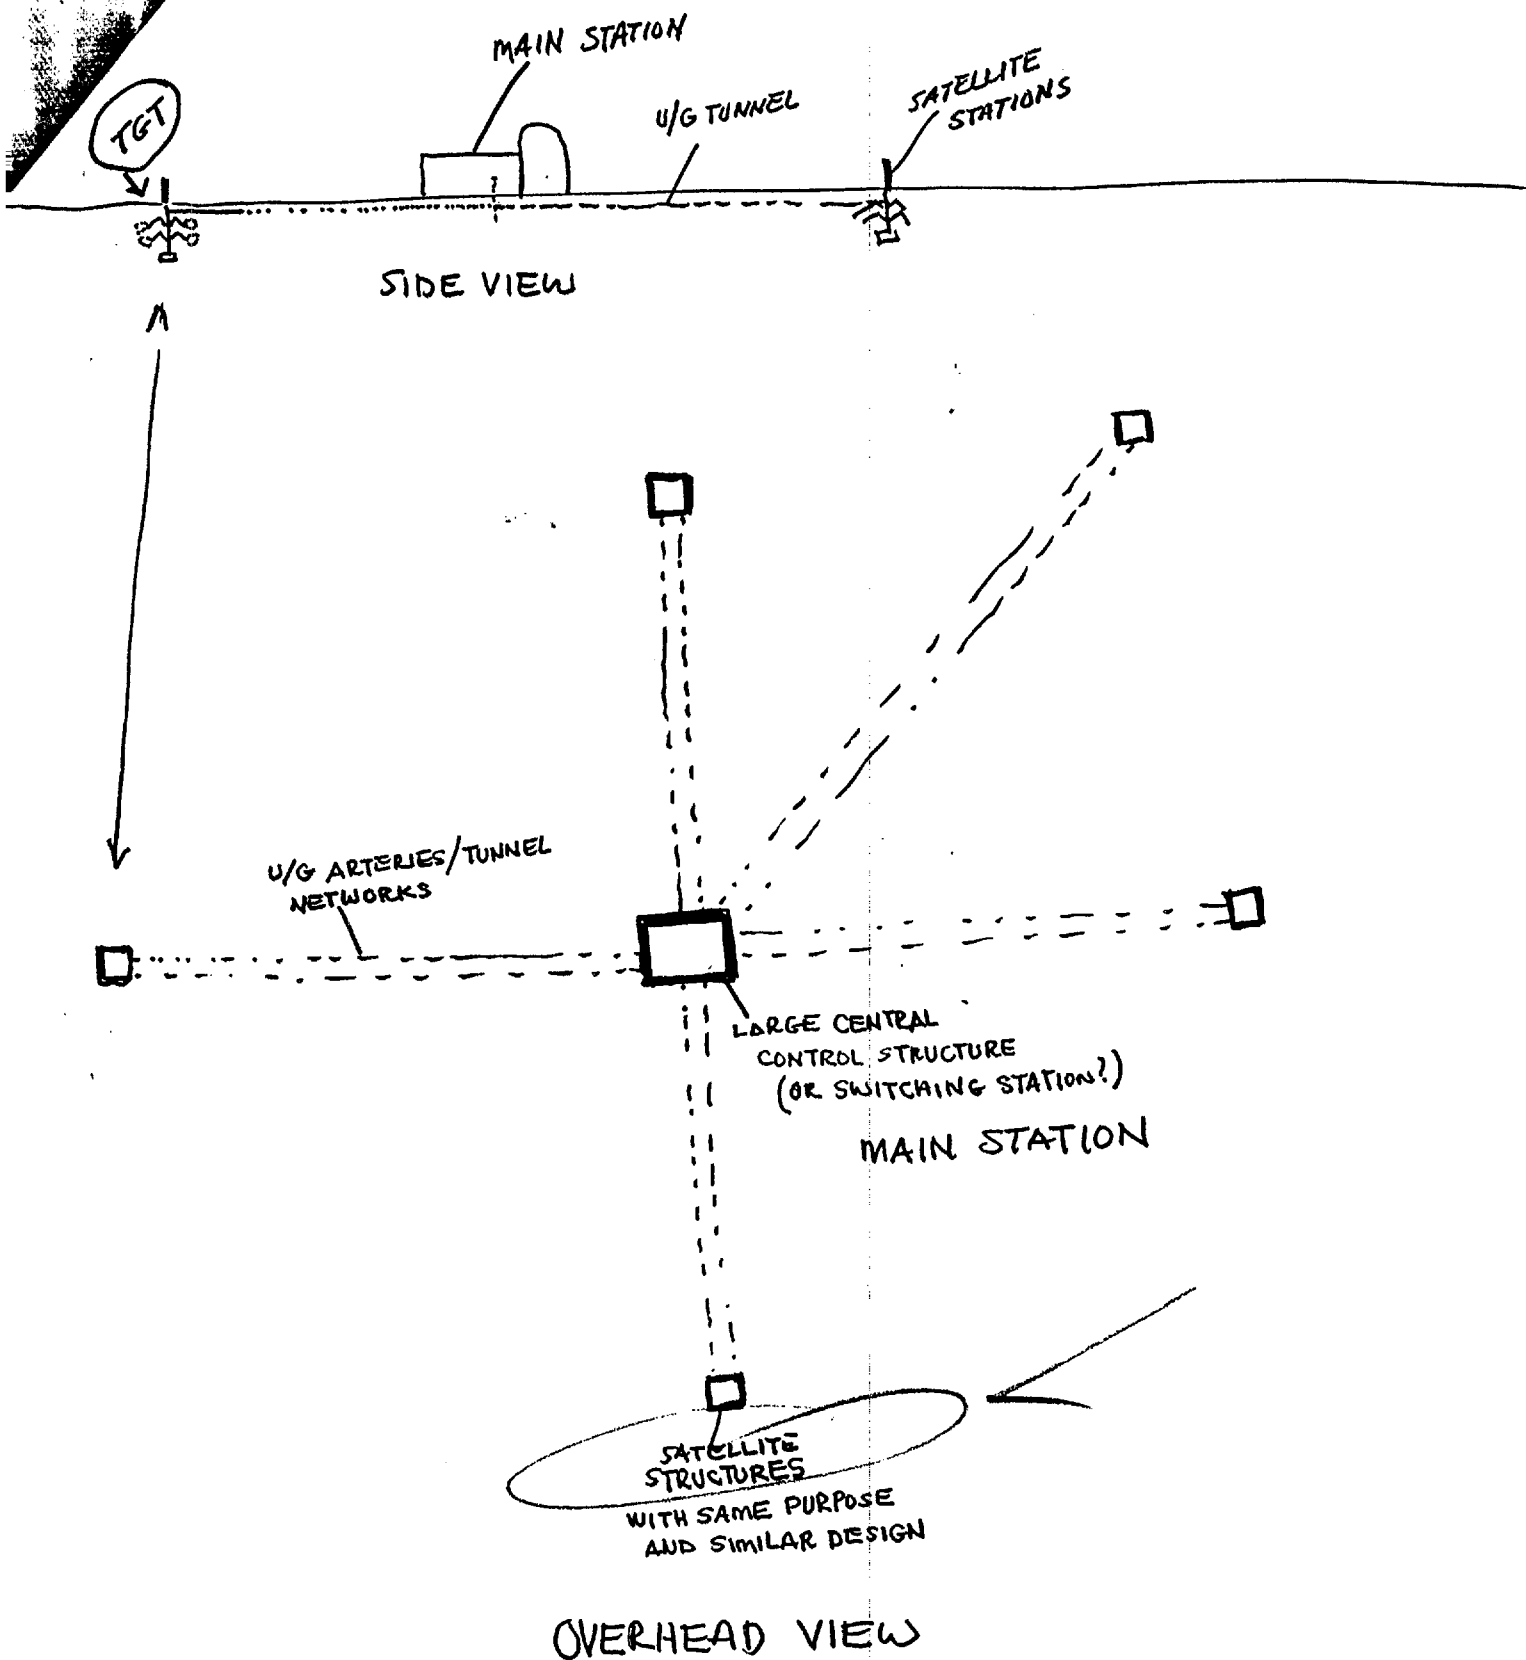 MAIN STATION
TGT
U/G TUNNEL
SATELLITE
STATIONS
SIDE VIEW
U/G ARTERIES/TUNNEL
NETWORKS
LARGE CENTRAL
CONTROL STRUCTURE
(OR SWITCHING STATION?)
MAIN STATION
SATELLITE
STRUCTURES
WITH SAME PURPOSE
AND SIMILAR DESIGN
OVERHEAD VIEW